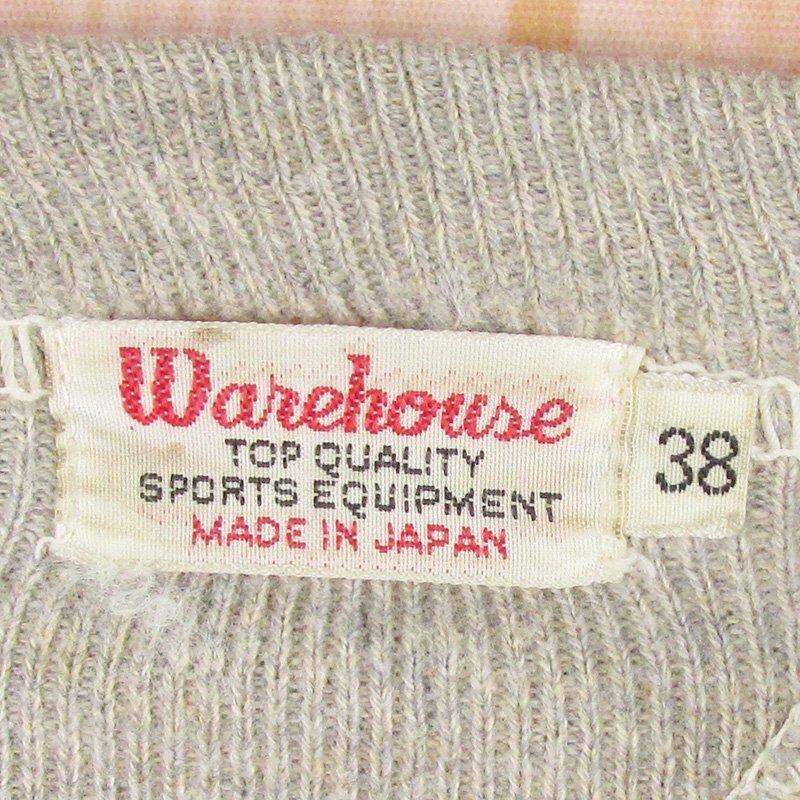 Warehouse
TOP QUALITY
SPORTS EQUIPMENT
MADE IN JAPAN
38